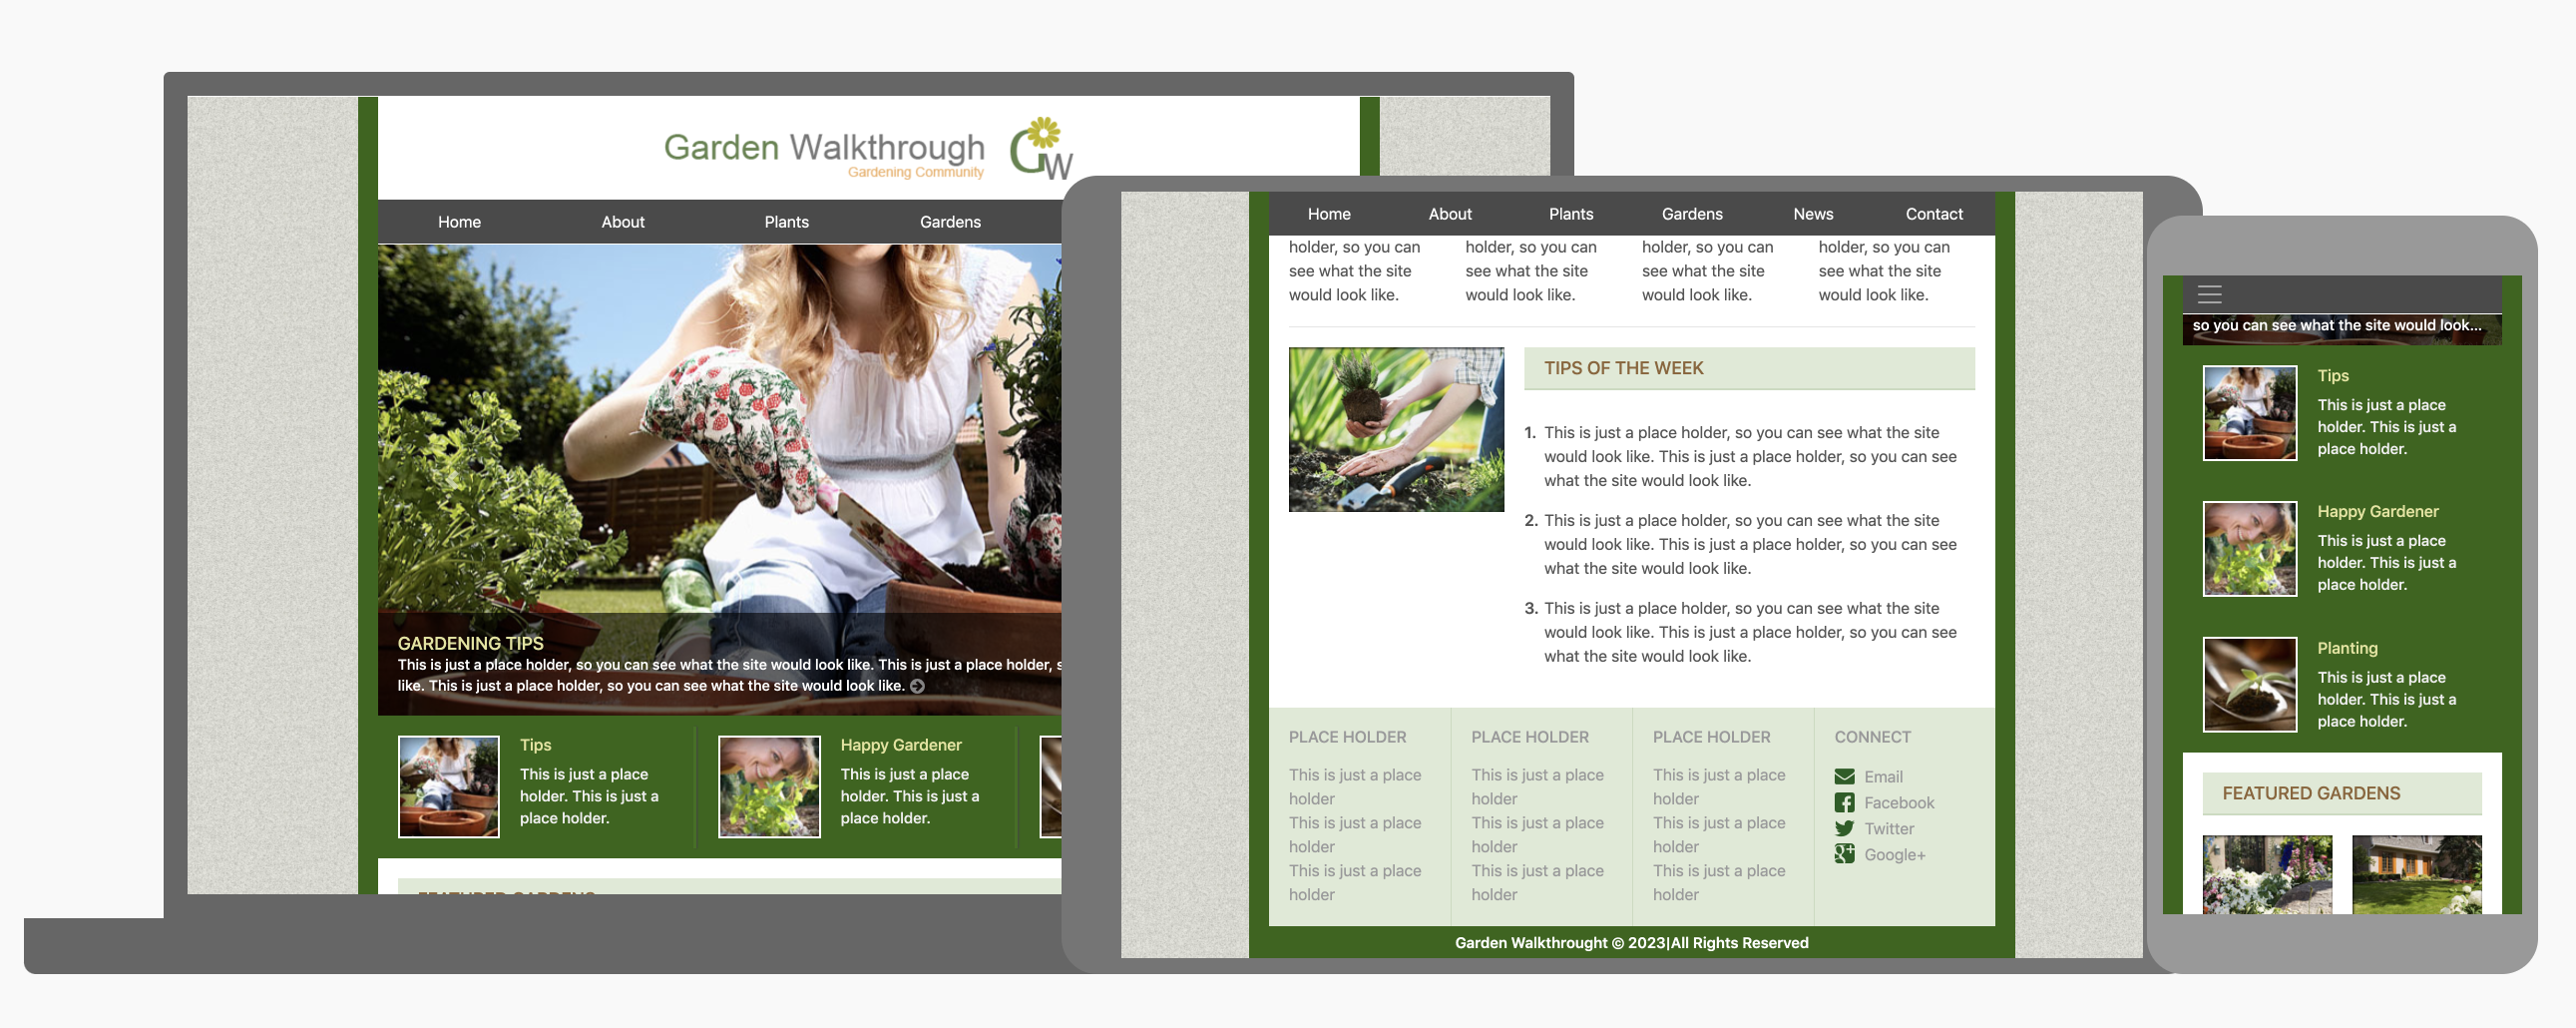 Garden Walkthrough
Gardening Community
GW
Home About Plants Gardens
GARDENING TIPS
This is just a place holder, so you can see what the site would look like. This is just a place holder, s
like. This is just a place holder, so you can see what the site would look like.
Tips
This is just a place
holder. This is just a
place holder.
Happy Gardener
This is just a place
holder. This is just a
place holder.
FEATURED GARDENS
Home About Plants Gardens News Contact
holder, so you can
see what the site
would look like.
holder, so you can
see what the site
would look like.
holder, so you can
see what the site
would look like.
holder, so you can
see what the site
would look like.
TIPS OF THE WEEK
1. This is just a place holder, so you can see what the site
would look like. This is just a place holder, so you can see
what the site would look like.
2. This is just a place holder, so you can see what the site
would look like. This is just a place holder, so you can see
what the site would look like.
3. This is just a place holder, so you can see what the site
would look like. This is just a place holder, so you can see
what the site would look like.
PLACE HOLDER
This is just a place
holder
This is just a place
holder
This is just a place
holder
PLACE HOLDER
This is just a place
holder
This is just a place
holder
This is just a place
holder
PLACE HOLDER
This is just a place
holder
This is just a place
holder
This is just a place
holder
CONNECT
Email
Facebook
Twitter
Google+
Garden Walkthrought © 2023|All Rights Reserved
so you can see what the site would look...
Tips
This is just a place
holder. This is just a
place holder.
Happy Gardener
This is just a place
holder. This is just a
place holder.
Planting
This is just a place
holder. This is just a
place holder.
FEATURED GARDENS